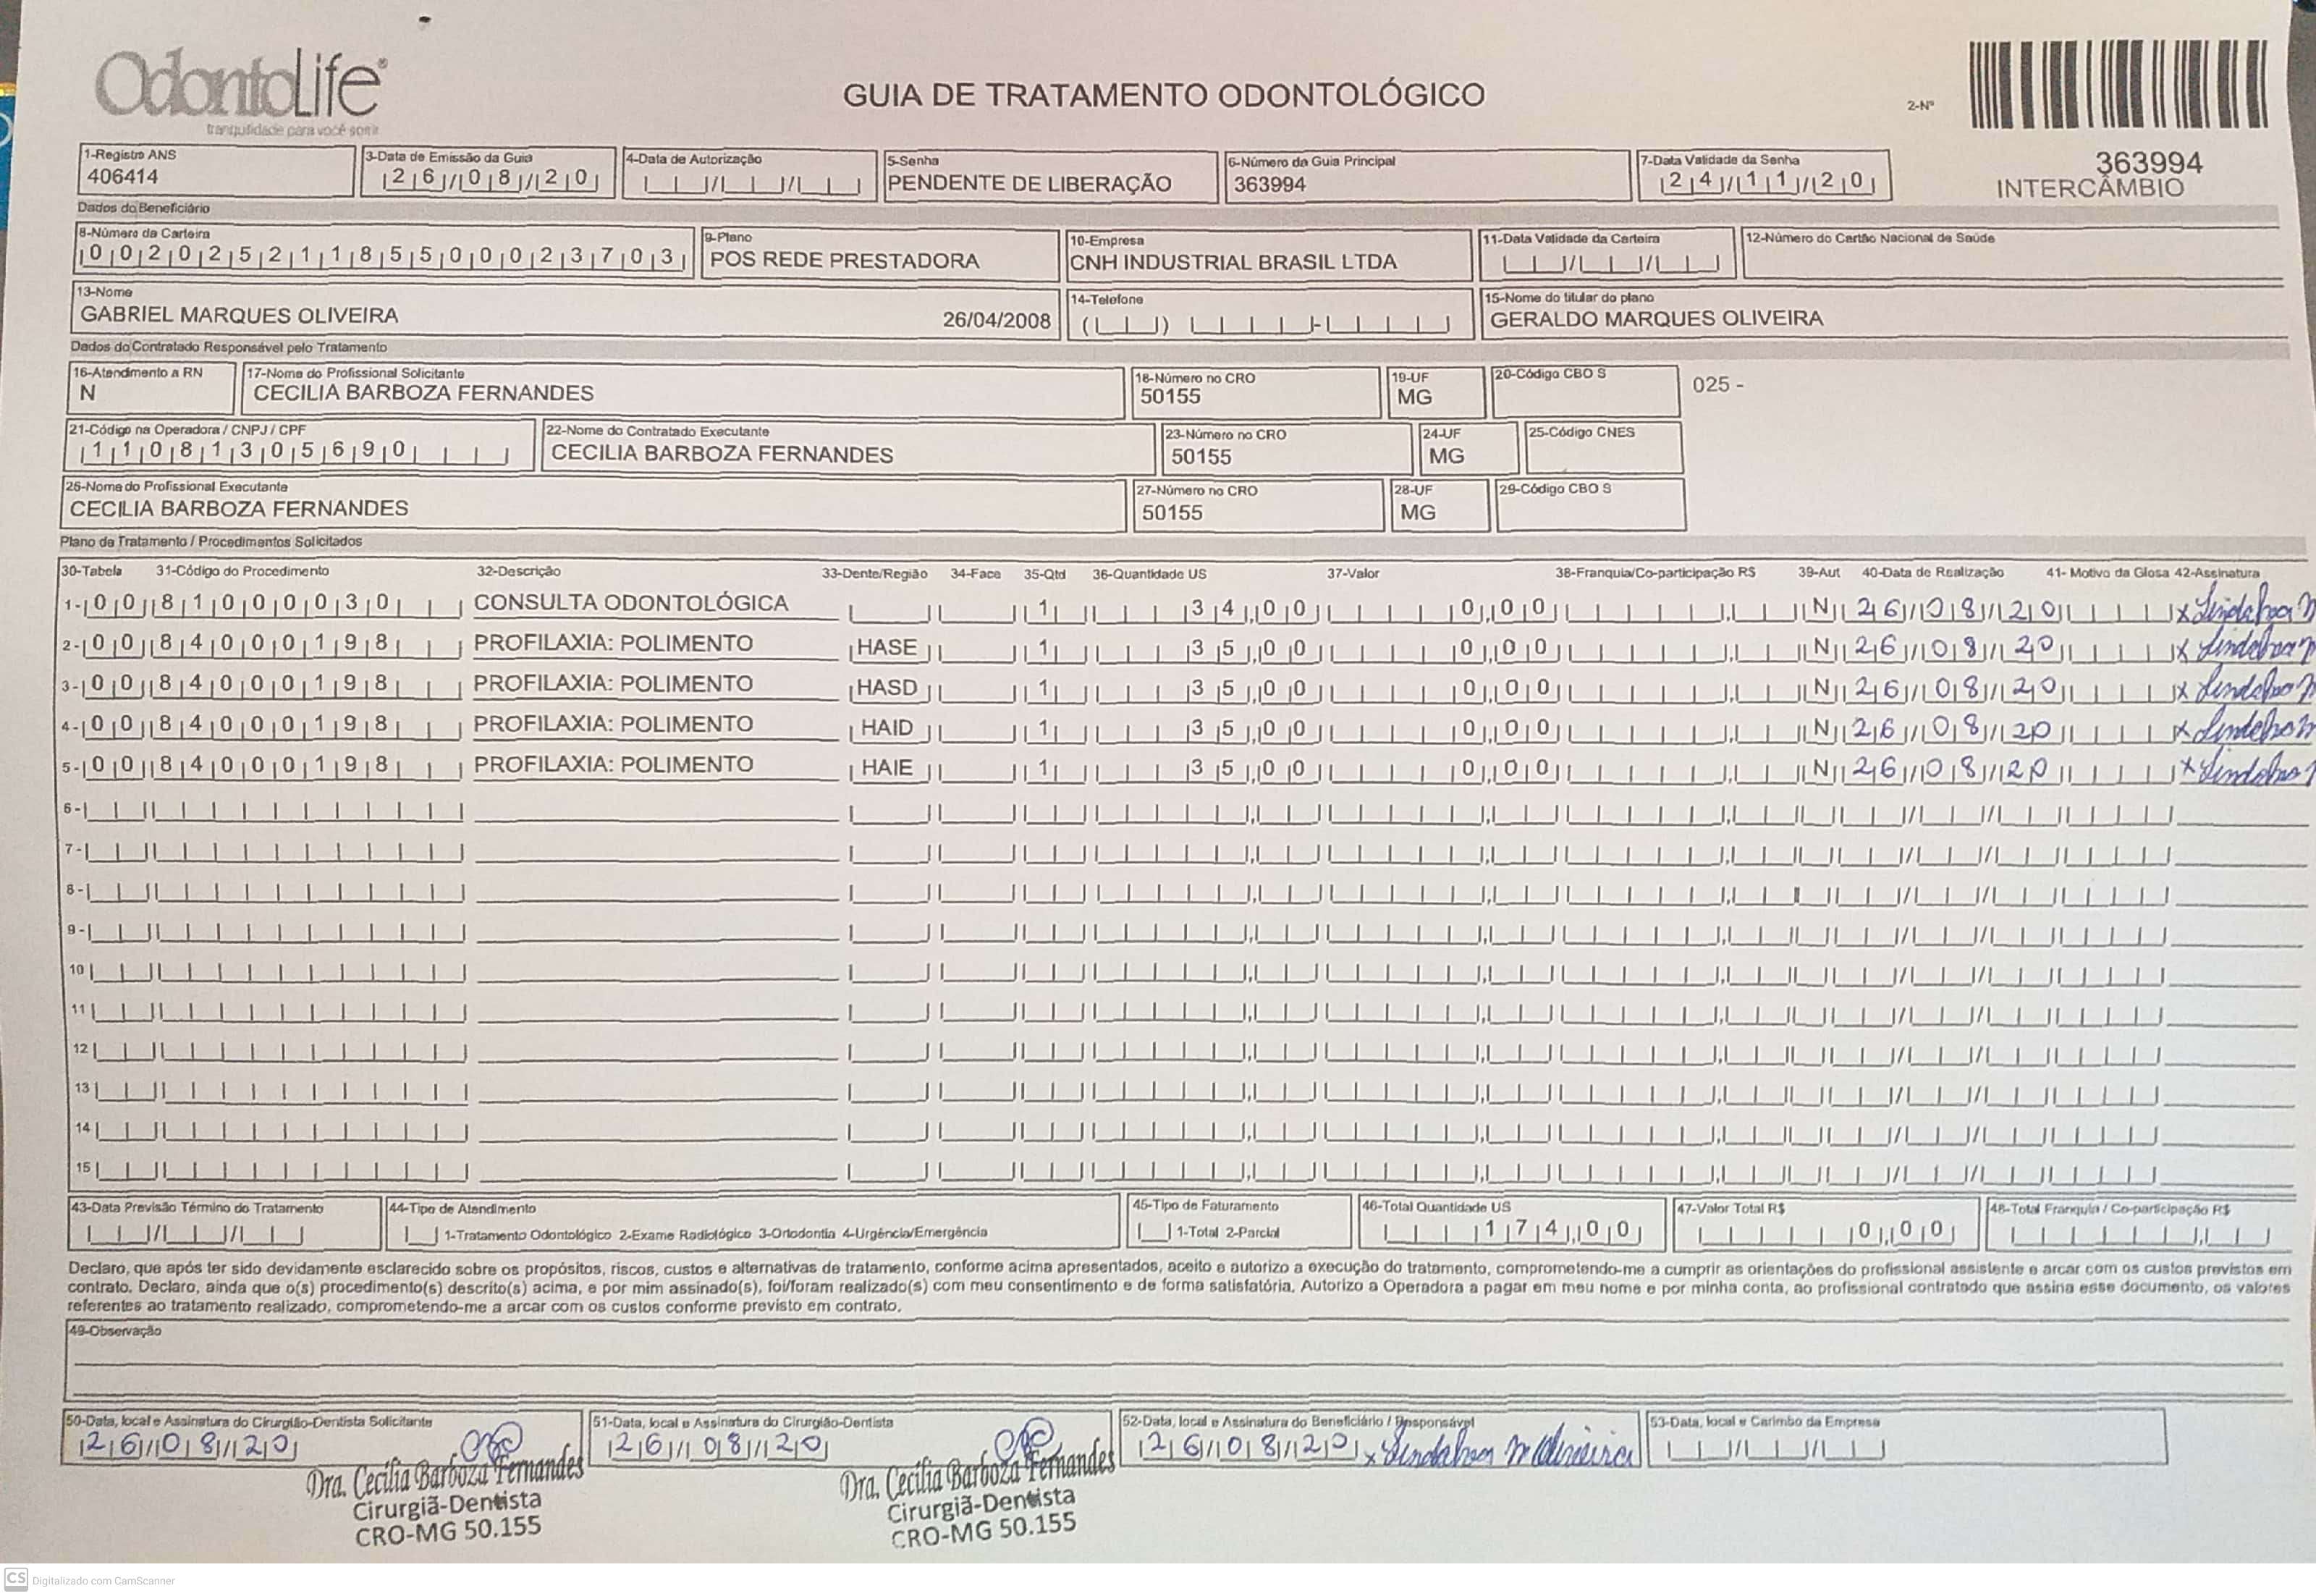 OdontoLife®
tranquilidade para você sorrir
GUIA DE TRATAMENTO ODONTOLÓGICO
2-Nº
363994
INTERCÂMBIO
1-Registro ANS
406414
3-Data de Emissão da Guia
26/08/20
4-Data de Autorização
5-Senha
PENDENTE DE LIBERAÇÃO
6-Número da Guia Principal
363994
7-Data Validade da Senha
24/11/20
Dados do Beneficiário
8-Número da Carteira
00202521185500023703
9-Plano
POS REDE PRESTADORA
10-Empresa
CNH INDUSTRIAL BRASIL LTDA
11-Data Validade da Carteira
12-Número do Cartão Nacional de Saúde
13-Nome
GABRIEL MARQUES OLIVEIRA 26/04/2008
14-Telefone
15-Nome do titular do plano
GERALDO MARQUES OLIVEIRA
Dados do Contratado Responsável pelo Tratamento
16-Atendimento a RN
N
17-Nome do Profissional Solicitante
CECILIA BARBOZA FERNANDES
18-Número no CRO
50155
19-UF
MG
20-Código CBO S
025 -
21-Código na Operadora / CNPJ / CPF
11081305690
22-Nome do Contratado Executante
CECILIA BARBOZA FERNANDES
23-Número no CRO
50155
24-UF
MG
25-Código CNES
26-Nome do Profissional Executante
CECILIA BARBOZA FERNANDES
27-Número no CRO
50155
28-UF
MG
29-Código CBO S
Plano de Tratamento / Procedimentos Solicitados
30-Tabela 31-Código do Procedimento 32-Descrição 33-Dente/Região 34-Face 35-Qtd 36-Quantidade US 37-Valor 38-Franquia/Co-participação R$ 39-Aut 40-Data de Realização 41- Motivo da Glosa 42-Assinatura
1- 00 81000030 CONSULTA ODONTOLÓGICA 1 34,00 0,00 N 26/08/20 x
2- 00 84000198 PROFILAXIA: POLIMENTO HASE 1 35,00 0,00 N 26/08/20 x
3- 00 84000198 PROFILAXIA: POLIMENTO HASD 1 35,00 0,00 N 26/08/20 x
4- 00 84000198 PROFILAXIA: POLIMENTO HAID 1 35,00 0,00 N 26/08/20 x
5- 00 84000198 PROFILAXIA: POLIMENTO HAIE 1 35,00 0,00 N 26/08/20 x
6-
7-
8-
9-
10
11
12
13
14
15
43-Data Previsão Término do Tratamento
44-Tipo de Atendimento
1-Tratamento Odontológico 2-Exame Radiológico 3-Ortodontia 4-Urgência/Emergência
45-Tipo de Faturamento
1-Total 2-Parcial
46-Total Quantidade US
174,00
47-Valor Total R$
0,00
48-Total Franquia / Co-participação R$
Declaro, que após ter sido devidamente esclarecido sobre os propósitos, riscos, custos e alternativas de tratamento, conforme acima apresentados, aceito e autorizo a execução do tratamento, comprometendo-me a cumprir as orientações do profissional assistente e arcar com os custos previstos em
contrato. Declaro, ainda que o(s) procedimento(s) descrito(s) acima, e por mim assinado(s), foi/foram realizado(s) com meu consentimento e de forma satisfatória. Autorizo a Operadora a pagar em meu nome e por minha conta, ao profissional contratado que assina esse documento, os valores
referentes ao tratamento realizado, comprometendo-me a arcar com os custos conforme previsto em contrato.
49-Observação
50-Data, local e Assinatura do Cirurgião-Dentista Solicitante
26/08/20
51-Data, local e Assinatura do Cirurgião-Dentista
26/08/20
52-Data, local e Assinatura do Beneficiário / Responsável
26/08/20 x
53-Data, local e Carimbo da Empresa
Dra. Cecília Barboza Fernandes
Cirurgiã-Dentista
CRO-MG 50.155
Dra. Cecília Barboza Fernandes
Cirurgiã-Dentista
CRO-MG 50.155
CS Digitalizado com CamScanner